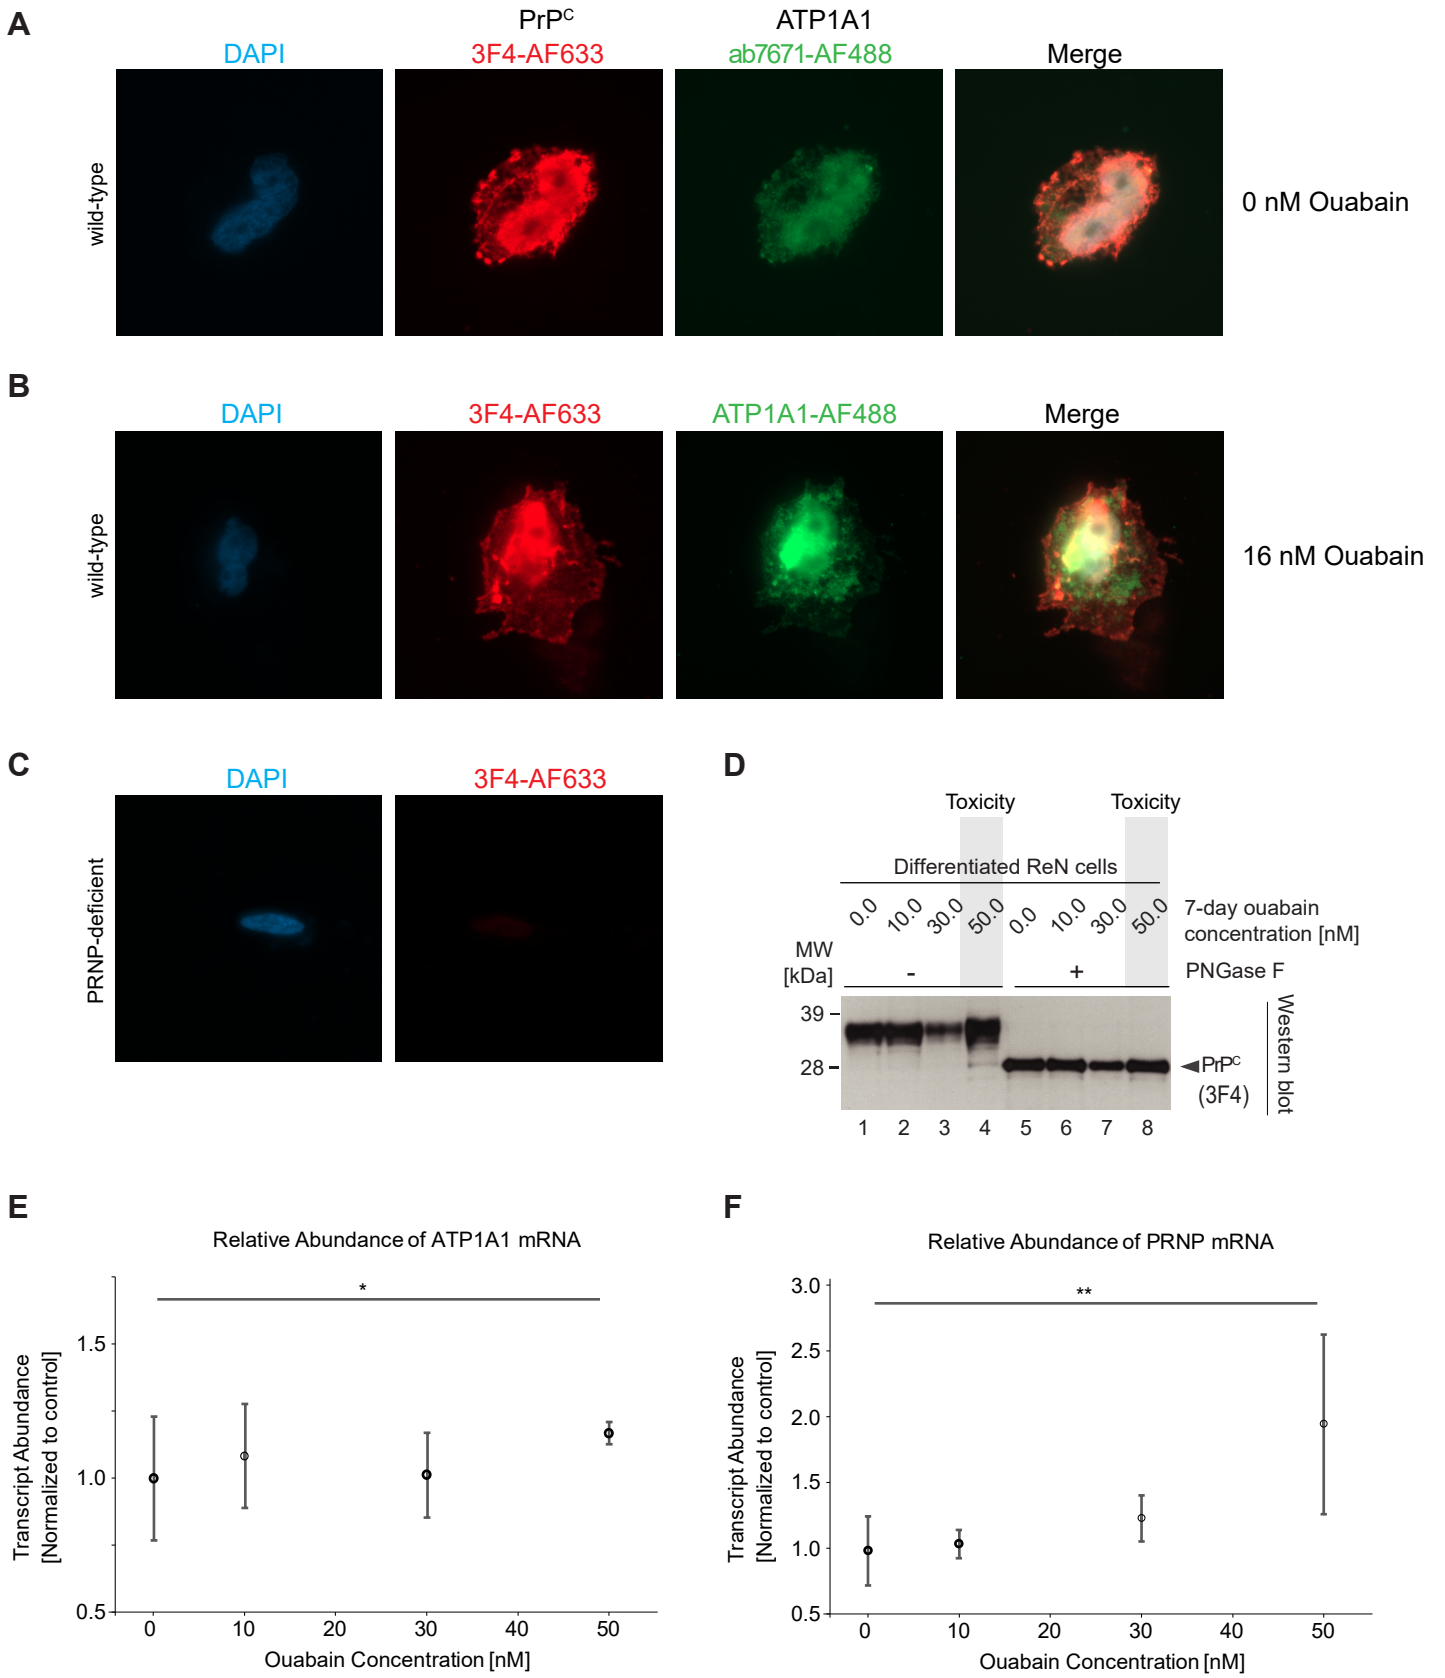 A
PrPC
ATP1A1
DAPI
3F4-AF633
ab7671-AF488
Merge
wild-type
0 nM Ouabain
B
DAPI
3F4-AF633
ATP1A1-AF488
Merge
wild-type
16 nM Ouabain
C
DAPI
3F4-AF633
PRNP-deficient
D
Toxicity
Toxicity
Differentiated ReN cells
0.0 10.0 30.0 50.0 0.0 10.0 30.0 50.0
7-day ouabain
concentration [nM]
MW
[kDa]
- +
PNGase F
39
28
PrPC
(3F4)
Western blot
1 2 3 4 5 6 7 8
E
Relative Abundance of ATP1A1 mRNA
*
Transcript Abundance
[Normalized to control]
1.5
1.0
0.5
0 10 20 30 40 50
Ouabain Concentration [nM]
F
Relative Abundance of PRNP mRNA
**
Transcript Abundance
[Normalized to control]
3.0
2.5
2.0
1.5
1.0
0.5
0 10 20 30 40 50
Ouabain Concentration [nM]